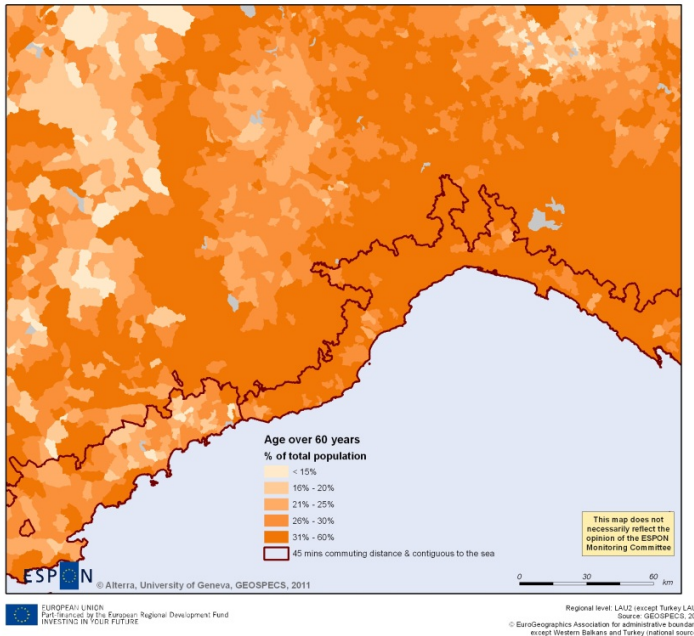 Age over 60 years
% of total population
< 15%
16% - 20%
21% - 25%
26% - 30%
31% - 60%
45 mins commuting distance & contiguous to the sea
This map does not
necessarily reflect the
opinion of the ESPON
Monitoring Committee
ESPON
© Alterra, University of Geneva, GEOSPECS, 2011
0 30 60
km
EUROPEAN UNION
Part-financed by the European Regional Development Fund
INVESTING IN YOUR FUTURE
Regional level: LAU2 (except Turkey LAU
Source: GEOSPECS, 20
© EuroGeographics Association for administrative boundar
except Western Balkans and Turkey (national sourc